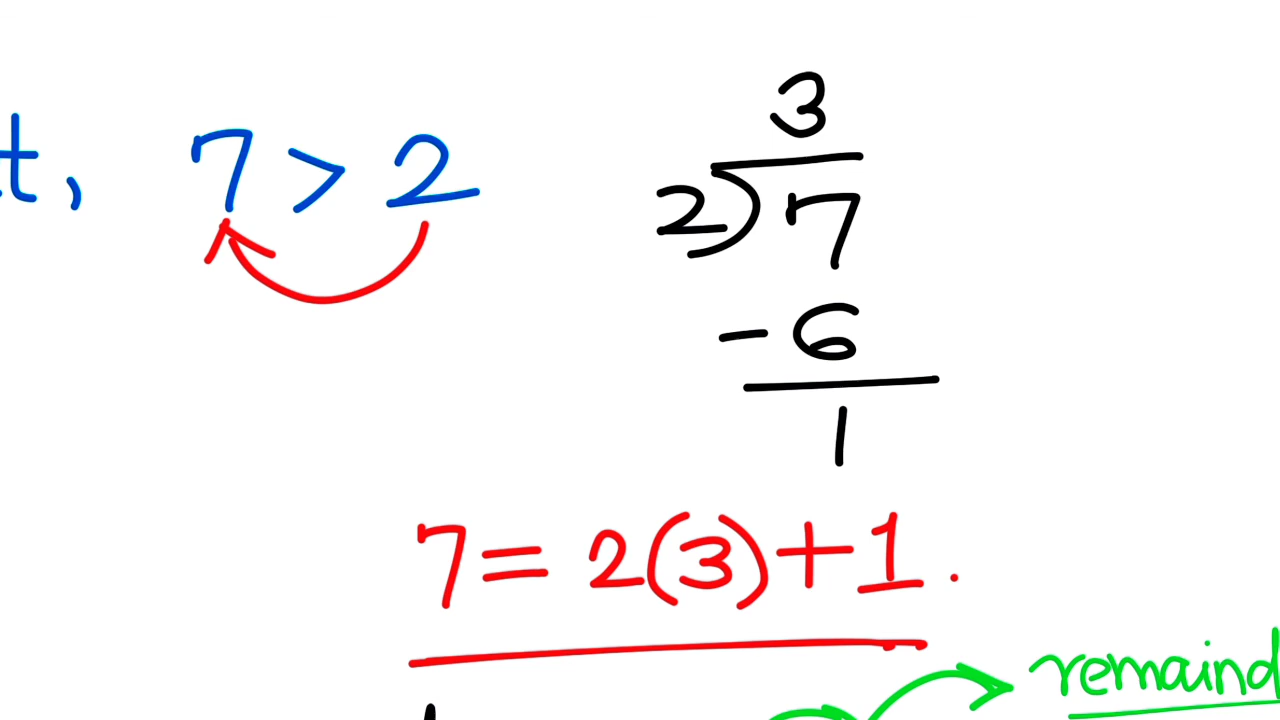 t, 7 > 2
3
2)7
- 6
1
7 = 2(3) + 1.
remaind